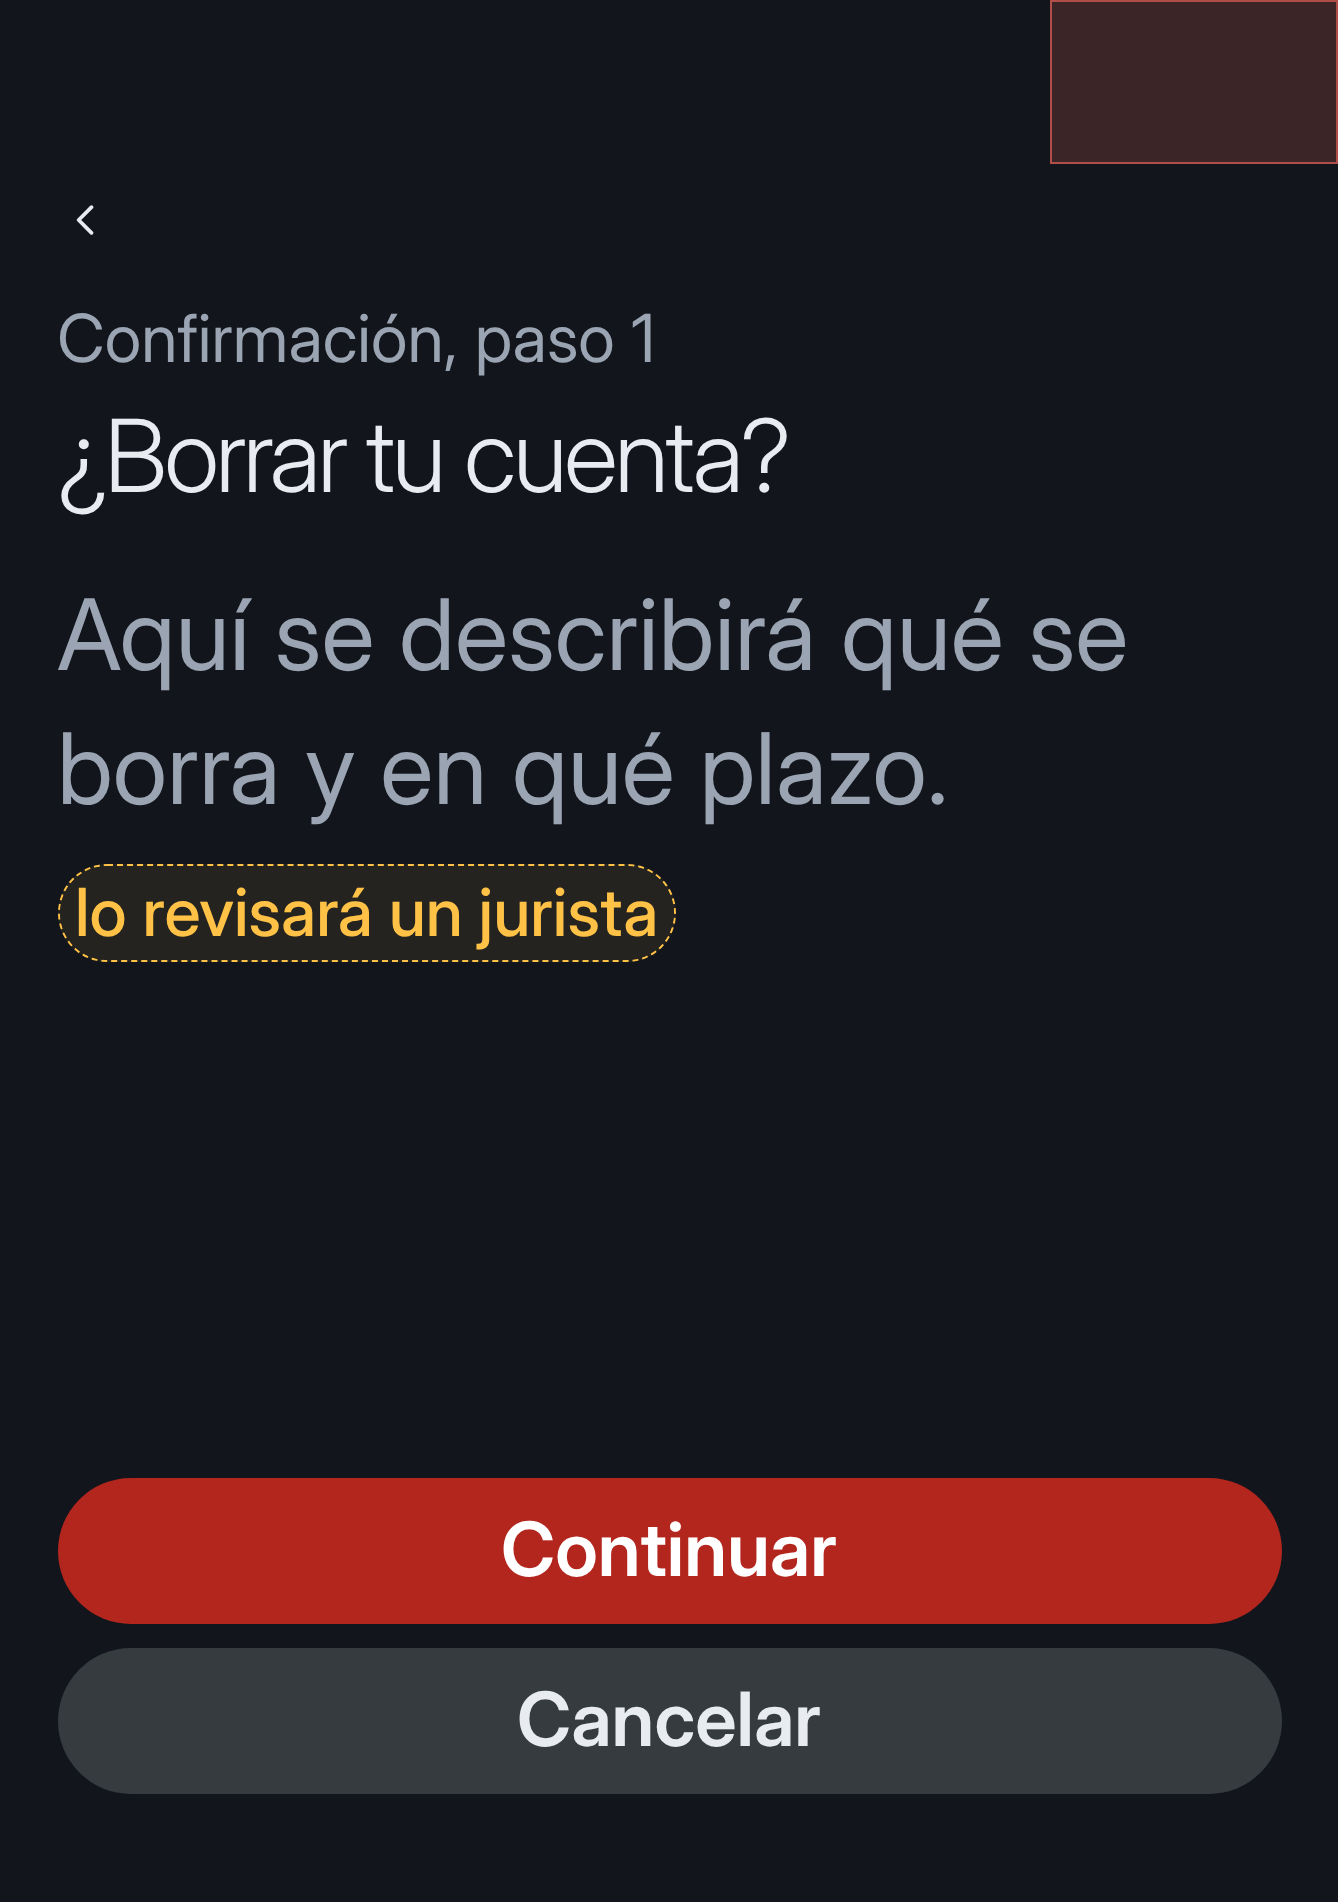 Confirmación, paso 1
¿Borrar tu cuenta?
Aquí se describirá qué se
borra y en qué plazo.
lo revisará un jurista
Continuar
Cancelar